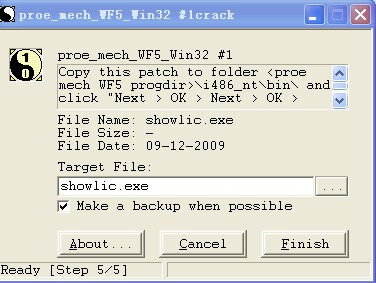 proe_mech_WF5_Win32 #1crack
proe_mech_WF5_Win32 #1
Copy this patch to folder <proe
mech WF5 progdir>\i486_nt\bin\ and
click "Next > OK > Next > OK >
File Name: showlic.exe
File Size: -
File Date: 09-12-2009
Target File:
showlic.exe
...
Make a backup when possible
About...
Cancel
Finish
Ready [Step 5/5]